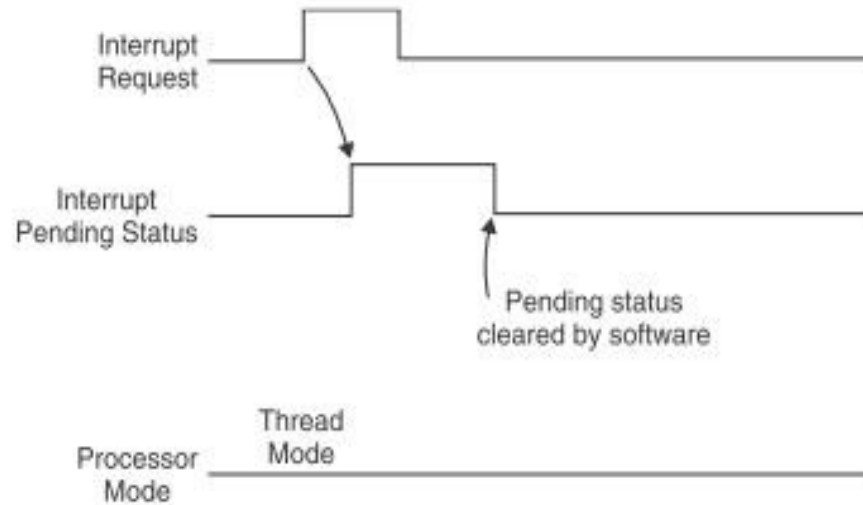 Interrupt
Request
Interrupt
Pending Status
Pending status
cleared by software
Thread
Mode
Processor
Mode